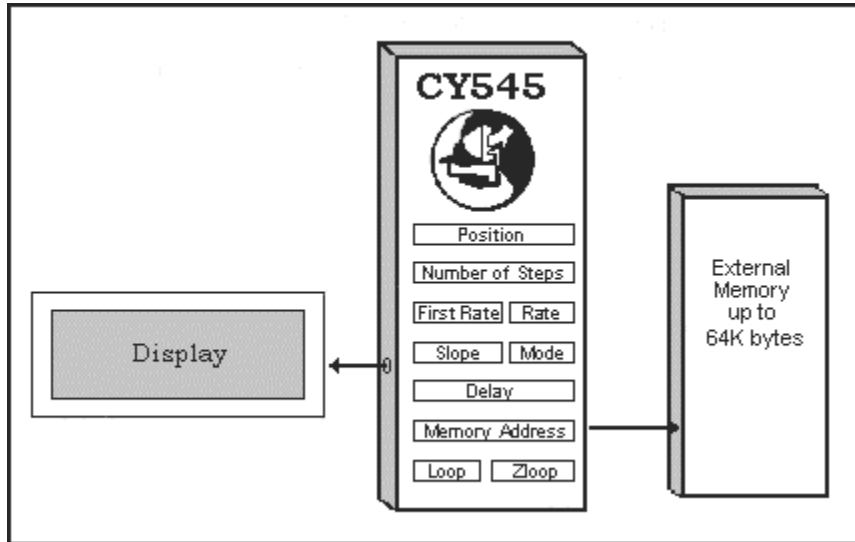 CY545
Position
Number of Steps
First Rate Rate
Slope Mode
Delay
Memory Address
Loop Zloop
Display
External
Memory
up to
64K bytes